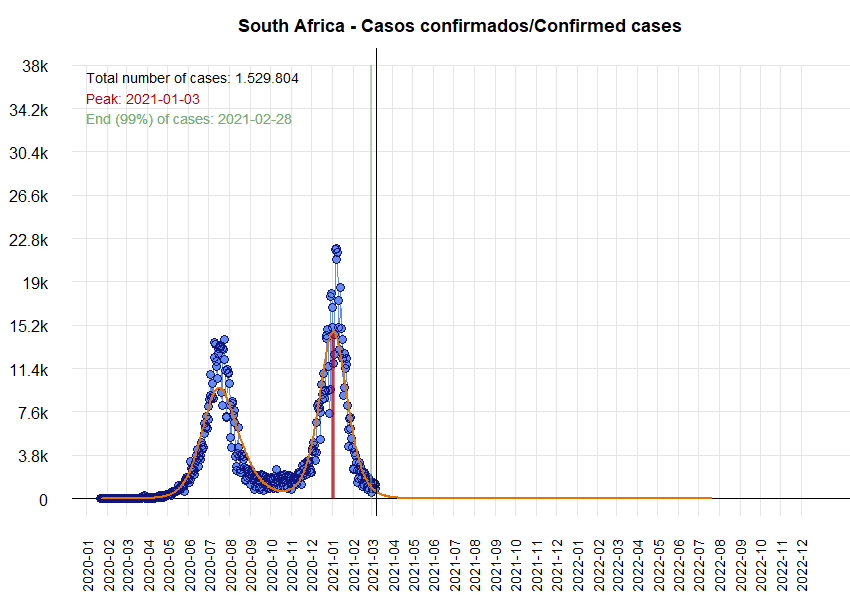 South Africa - Casos confirmados/Confirmed cases
38k
34.2k
30.4k
26.6k
22.8k
19k
15.2k
11.4k
7.6k
3.8k
0
Total number of cases: 1.529.804
Peak: 2021-01-03
End (99%) of cases: 2021-02-28
2020-01
2020-02
2020-03
2020-04
2020-05
2020-06
2020-07
2020-08
2020-09
2020-10
2020-11
2020-12
2021-01
2021-02
2021-03
2021-04
2021-05
2021-06
2021-07
2021-08
2021-09
2021-10
2021-11
2021-12
2022-01
2022-02
2022-03
2022-04
2022-05
2022-06
2022-07
2022-08
2022-09
2022-10
2022-11
2022-12